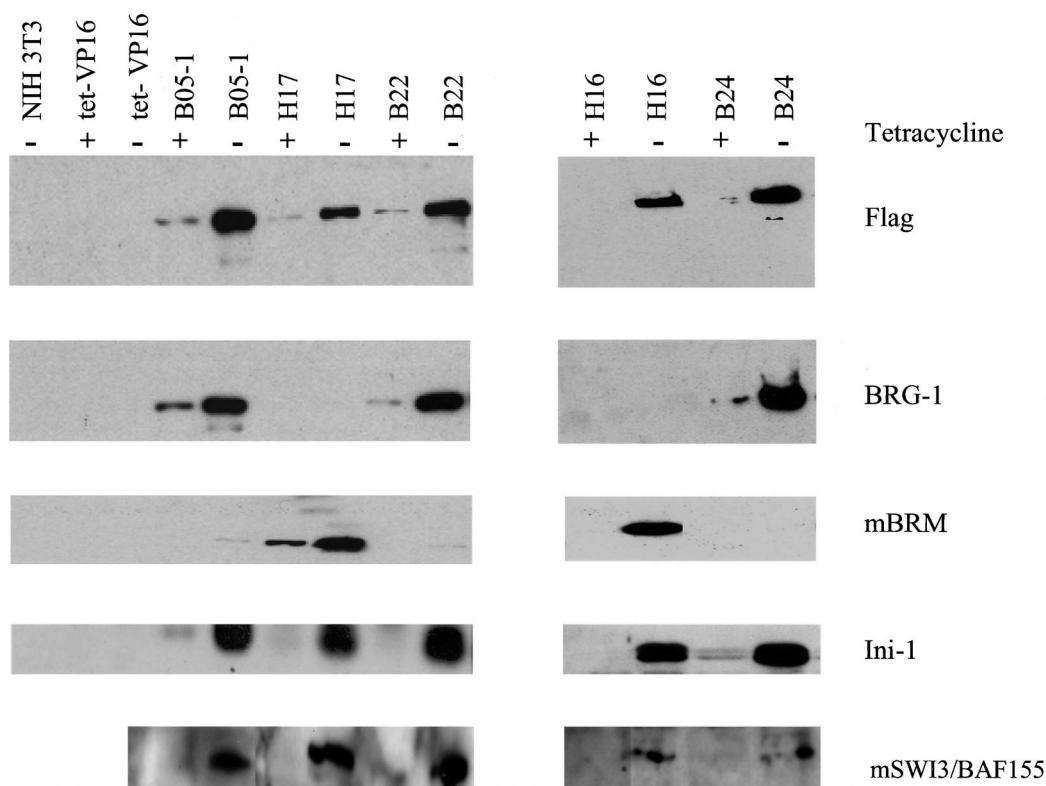 NIH 3T3
tet-VP16
tet- VP16
B05-1
B05-1
H17
H17
B22
B22
H16
H16
B24
B24
- + - + - + - + - + - + - Tetracycline
Flag
BRG-1
mBRM
Ini-1
mSWI3/BAF155